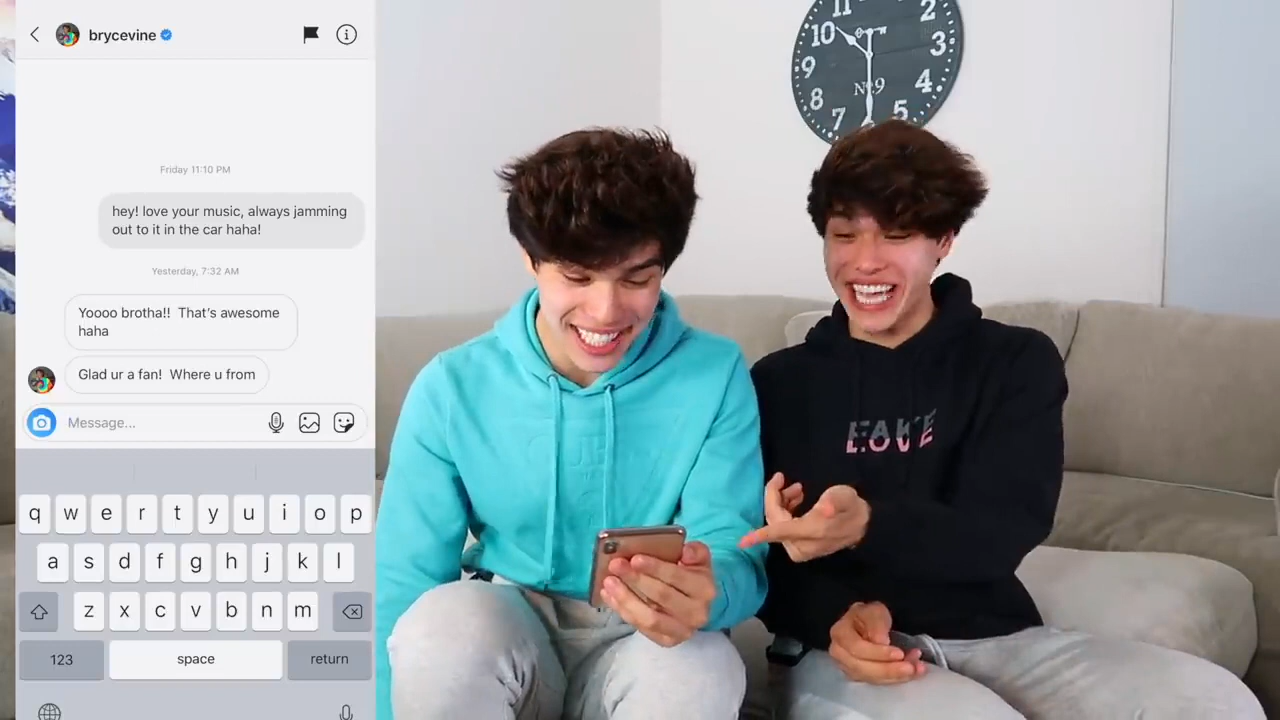 brycevine
Friday 11:10 PM
hey! love your music, always jamming
out to it in the car haha!
Yesterday, 7:32 AM
Yoooo brotha!!  That's awesome
haha
Glad ur a fan!  Where u from
Message...
q w e r t y u i o p
a s d f g h j k l
z x c v b n m
123 space return
11
2
10
3
9
Nº9
4
8
7
5
FAKE
LOVE